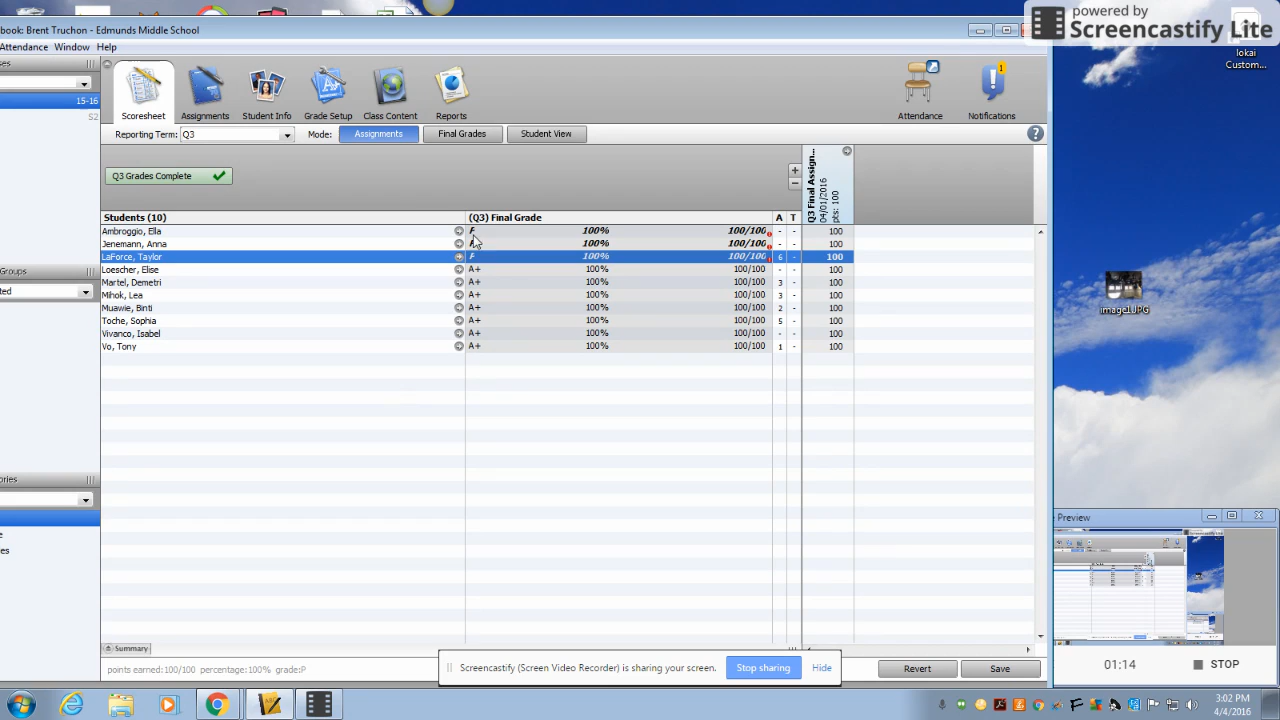 powered by
Screencastify Lite
book: Brent Truchon - Edmunds Middle School
Attendance Window Help
lokai
Custom...
Scoresheet
Assignments
Student Info
Grade Setup
Class Content
Reports
Attendance
1
Notifications
15-16
S2
Reporting Term: Q3
Mode: Assignments Final Grades Student View
?
Q3 Grades Complete
+
-
Q3 Final Assign...
04/01/2016
pts: 100
Students (10) (Q3) Final Grade A T
Ambroggio, Ella 100% 100/100 - - 100
Jenemann, Anna 100% 100/100 - - 100
LaForce, Taylor P 100% 100/100 6 - 100
Loescher, Elise A+ 100% 100/100 - - 100
Martel, Demetri A+ 100% 100/100 3 - 100
Mihok, Lea A+ 100% 100/100 3 - 100
Muawie, Binti A+ 100% 100/100 2 - 100
Toche, Sophia A+ 100% 100/100 5 - 100
Vivanco, Isabel A+ 100% 100/100 - - 100
Vo, Tony A+ 100% 100/100 1 - 100
Groups
image1.JPG
Preview
Summary
points earned: 100/100 percentage:100% grade:P
Screencastify (Screen Video Recorder) is sharing your screen. Stop sharing Hide
Revert Save
01:14 STOP
3:02 PM
4/4/2016